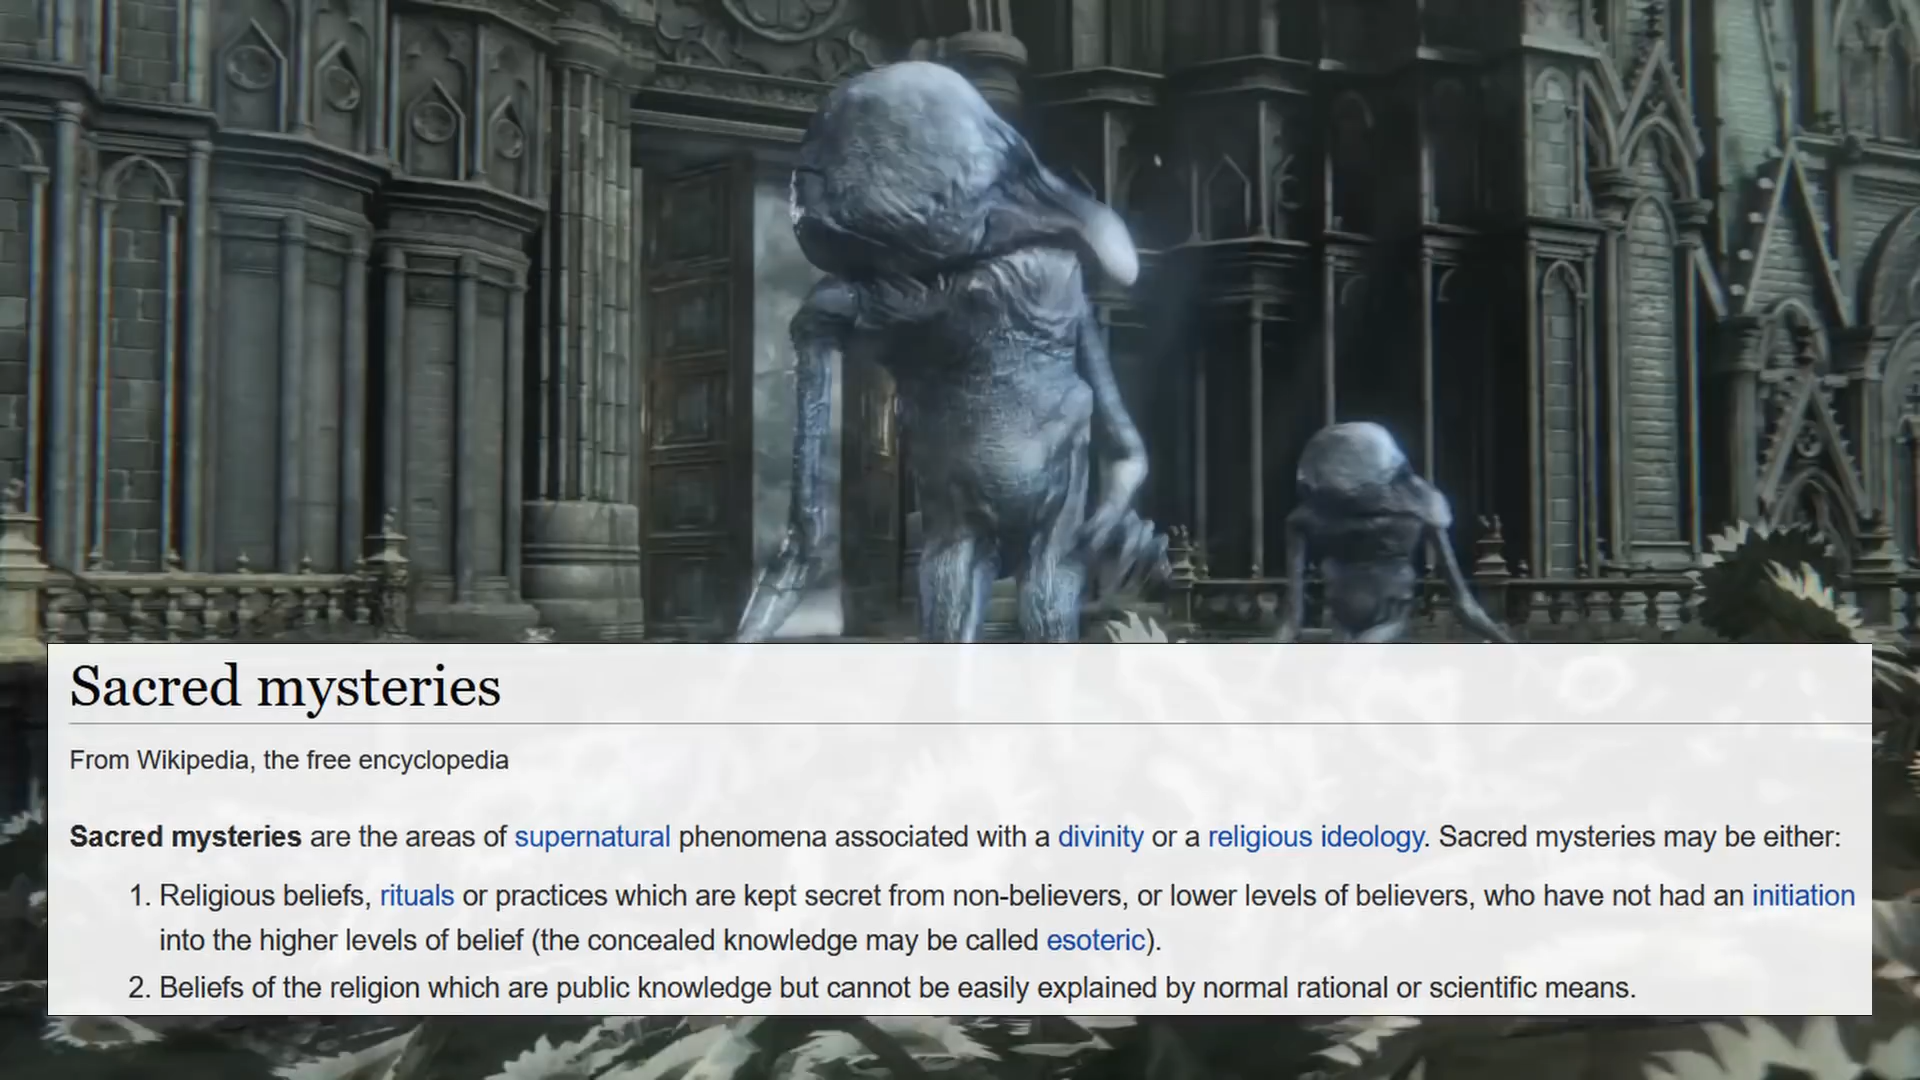 Sacred mysteries
From Wikipedia, the free encyclopedia
Sacred mysteries are the areas of supernatural phenomena associated with a divinity or a religious ideology. Sacred mysteries may be either:
1. Religious beliefs, rituals or practices which are kept secret from non-believers, or lower levels of believers, who have not had an initiation
into the higher levels of belief (the concealed knowledge may be called esoteric).
2. Beliefs of the religion which are public knowledge but cannot be easily explained by normal rational or scientific means.